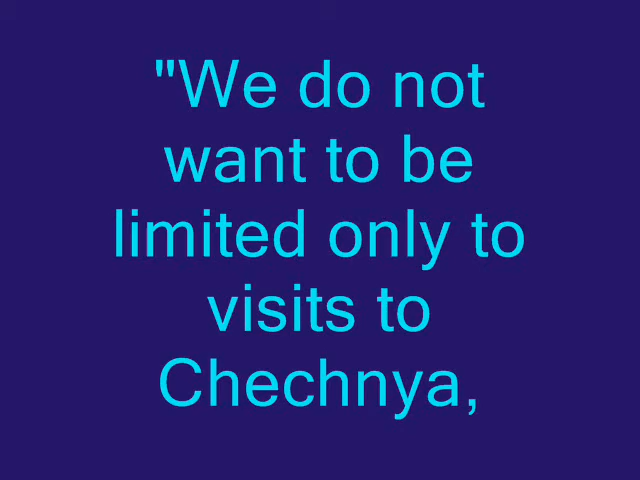 "We do not
want to be
limited only to
visits to
Chechnya,